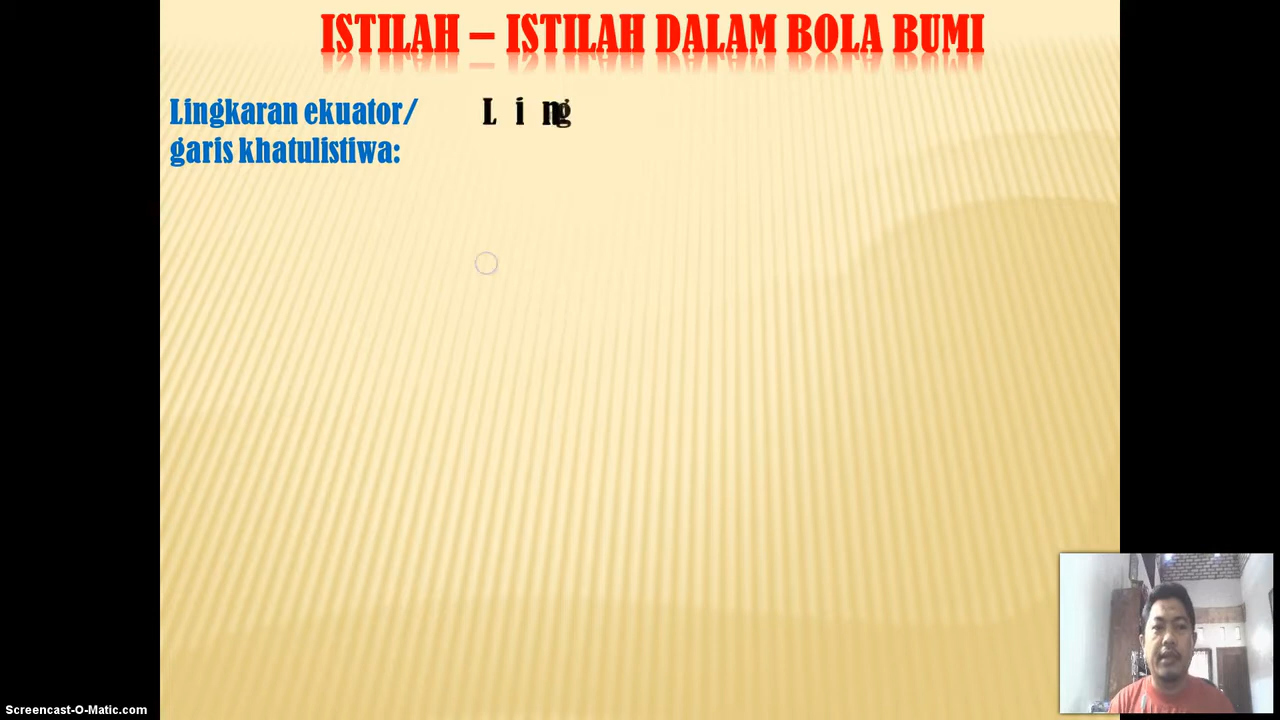 ISTILAH – ISTILAH DALAM BOLA BUMI
Lingkaran ekuator/ L i ng
garis khatulistiwa:
Screencast-O-Matic.com